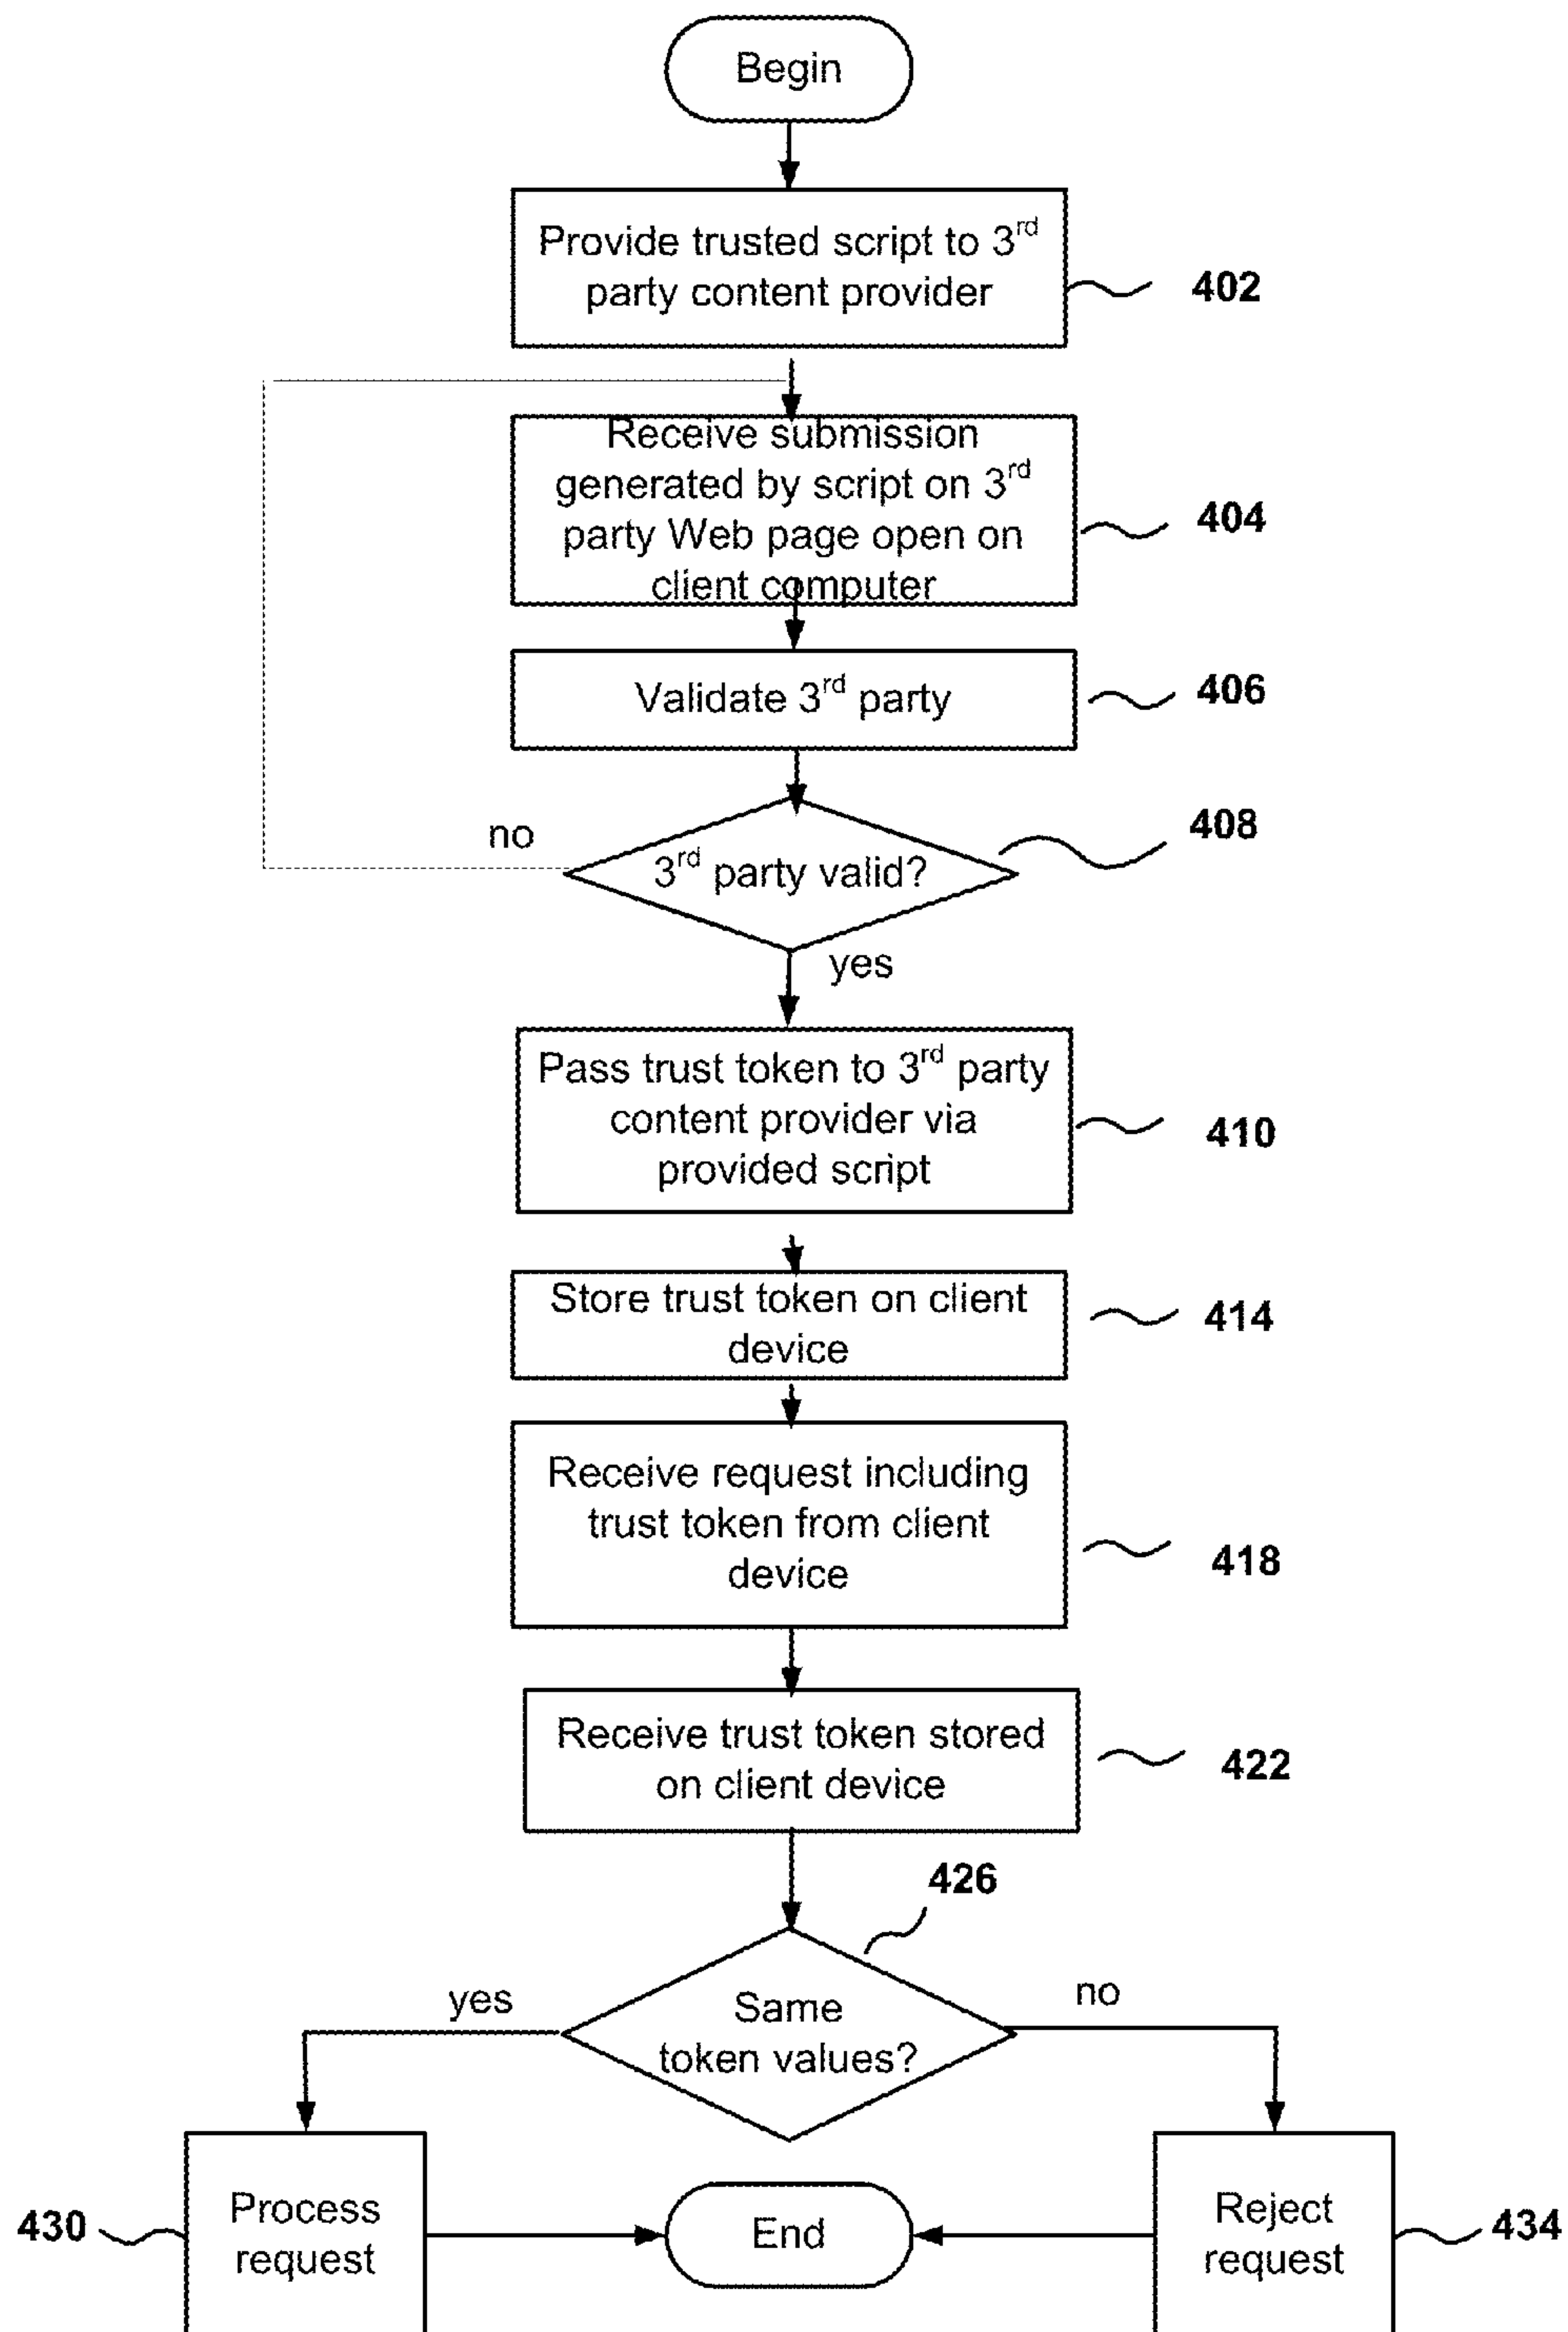 Begin
Provide trusted script to 3rd
party content provider
402
Receive submission
generated by script on 3rd
party Web page open on
client computer
404
Validate 3rd party
406
408
no
3rd party valid?
yes
Pass trust token to 3rd party
content provider via
provided script
410
Store trust token on client
device
414
Receive request including
trust token from client
device
418
Receive trust token stored
on client device
422
426
yes
Same
token values?
no
430
Process
request
End
Reject
request
434